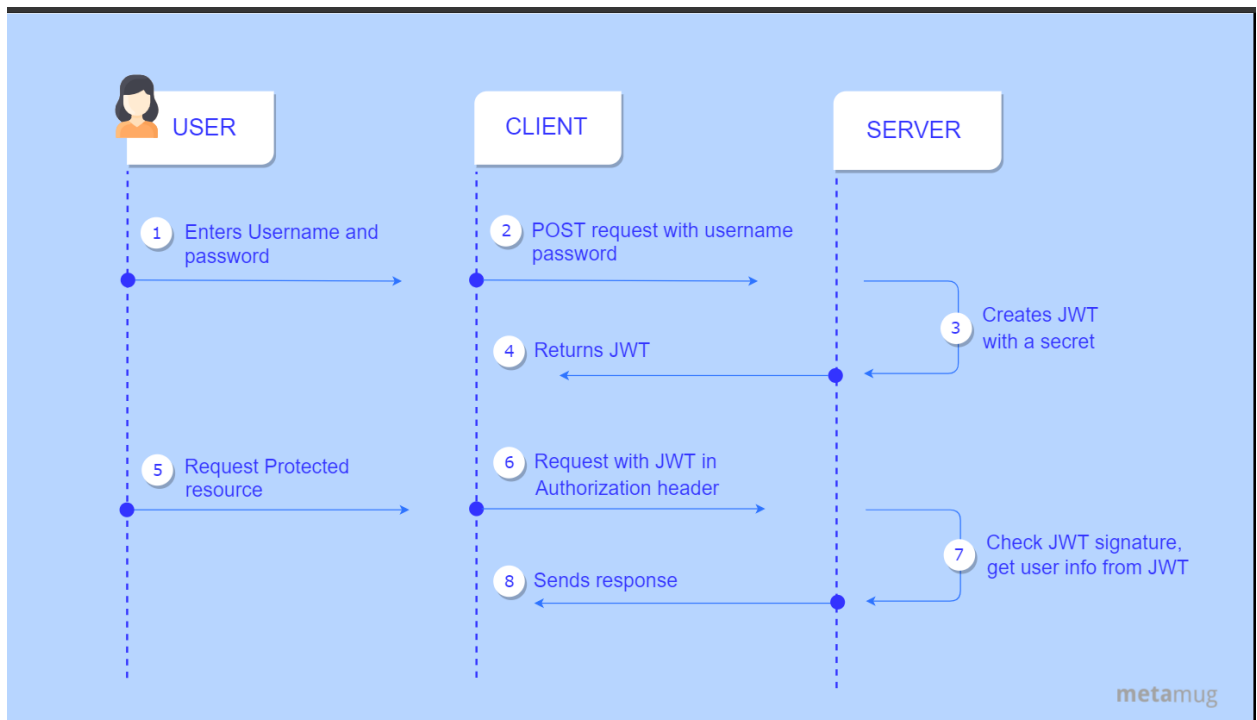 USER
CLIENT
SERVER
1
Enters Username and
password
2
POST request with username
password
3
Creates JWT
with a secret
4
Returns JWT
5
Request Protected
resource
6
Request with JWT in
Authorization header
7
Check JWT signature,
get user info from JWT
8
Sends response
metamug